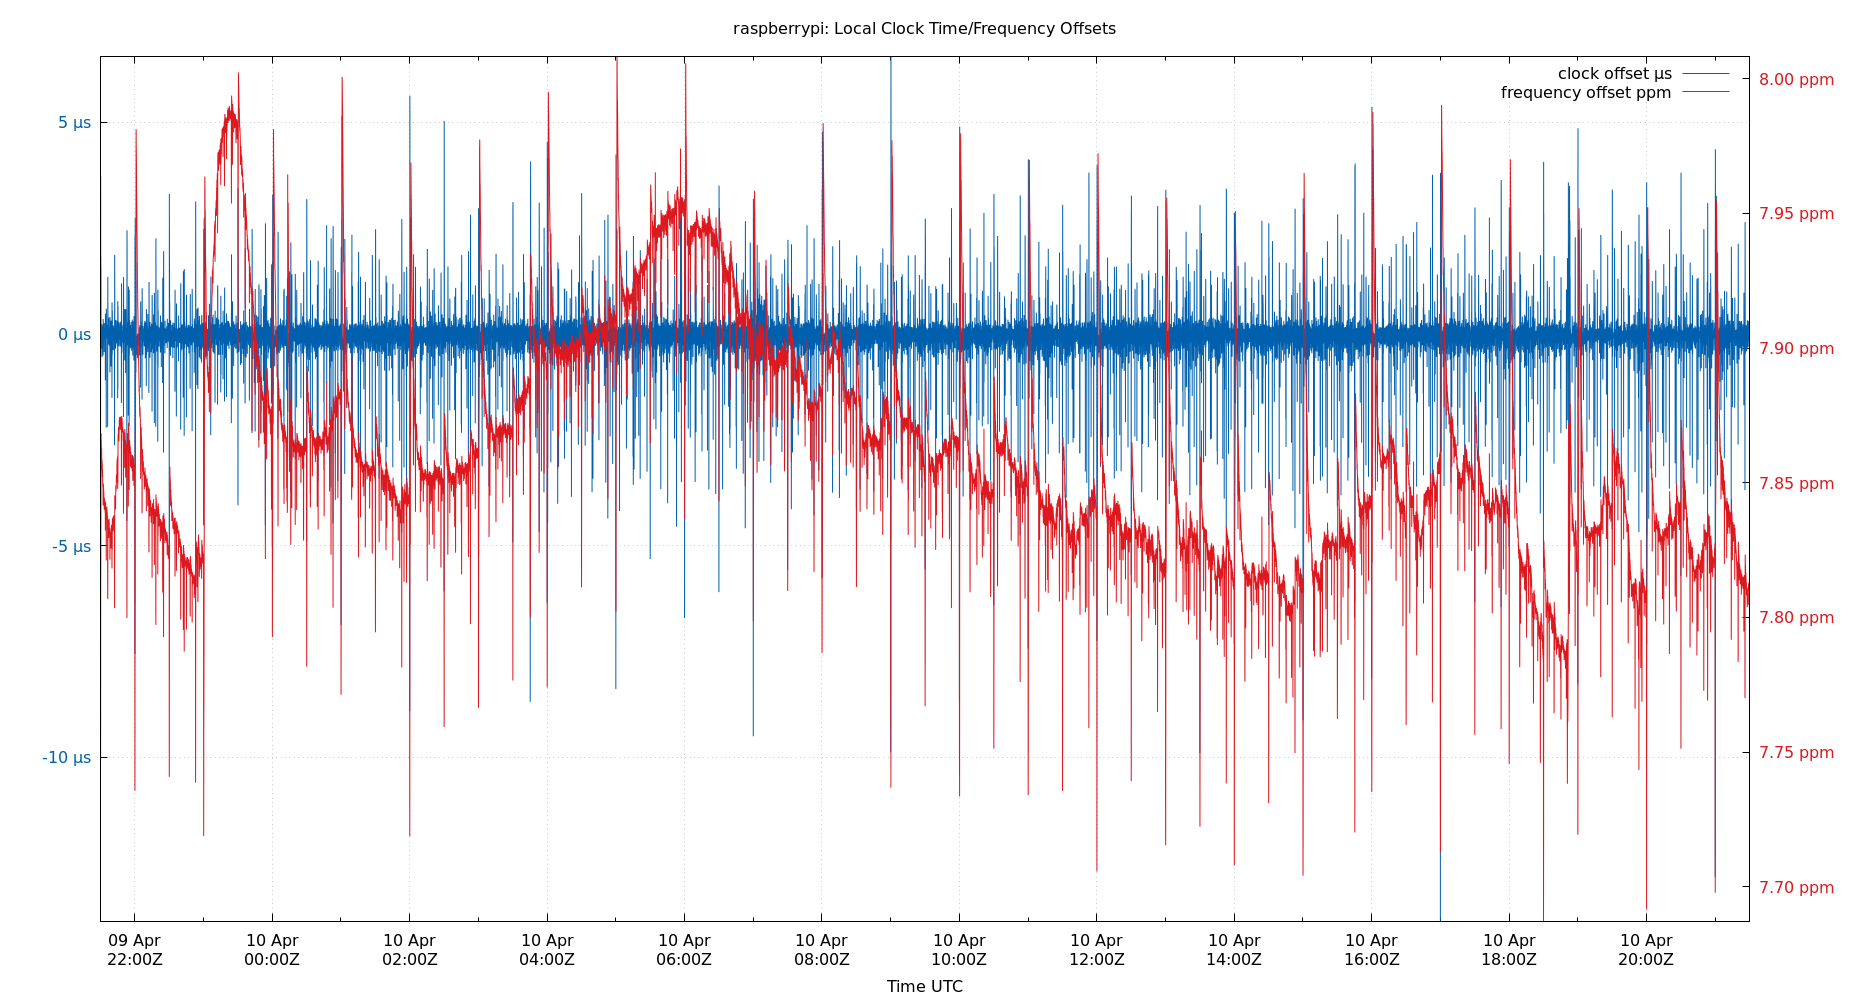 raspberrypi: Local Clock Time/Frequency Offsets
clock offset µs
frequency offset ppm
5 µs
0 µs
-5 µs
-10 µs
8.00 ppm
7.95 ppm
7.90 ppm
7.85 ppm
7.80 ppm
7.75 ppm
7.70 ppm
09 Apr 10 Apr 10 Apr 10 Apr 10 Apr 10 Apr 10 Apr 10 Apr 10 Apr 10 Apr 10 Apr 10 Apr
22:00Z 00:00Z 02:00Z 04:00Z 06:00Z 08:00Z 10:00Z 12:00Z 14:00Z 16:00Z 18:00Z 20:00Z
Time UTC